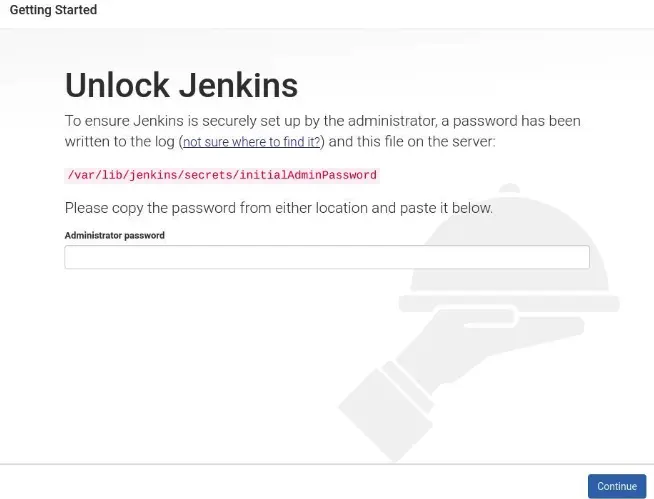 Getting Started
Unlock Jenkins
To ensure Jenkins is securely set up by the administrator, a password has been
written to the log (not sure where to find it?) and this file on the server:
/var/lib/jenkins/secrets/initialAdminPassword
Please copy the password from either location and paste it below.
Administrator password
Continue